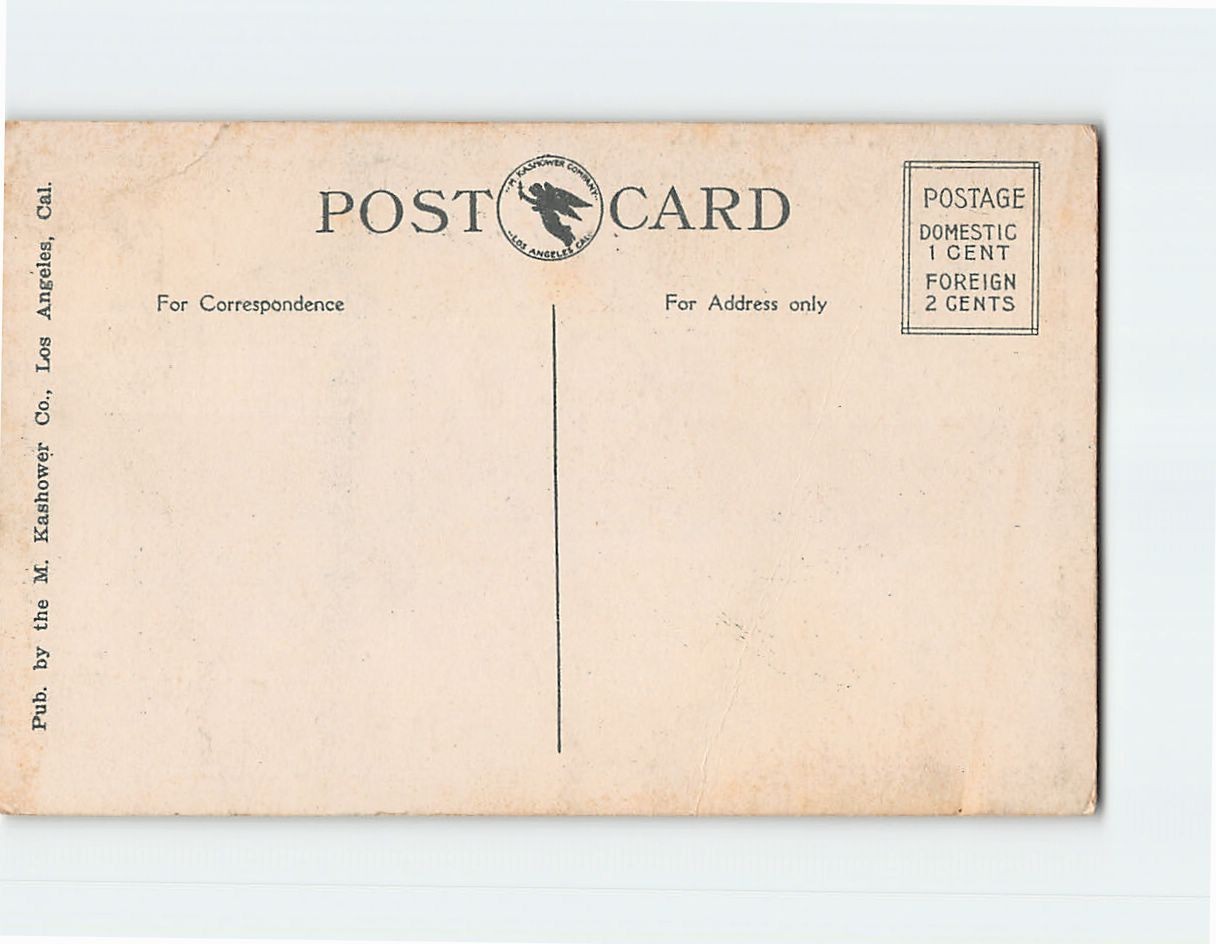 POST CARD
"M. KASHOWER COMPANY"
LOS ANGELES CAL.
POSTAGE
DOMESTIC
1 CENT
FOREIGN
2 CENTS
For Correspondence
For Address only
Pub. by the M. Kashower Co., Los Angeles, Cal.